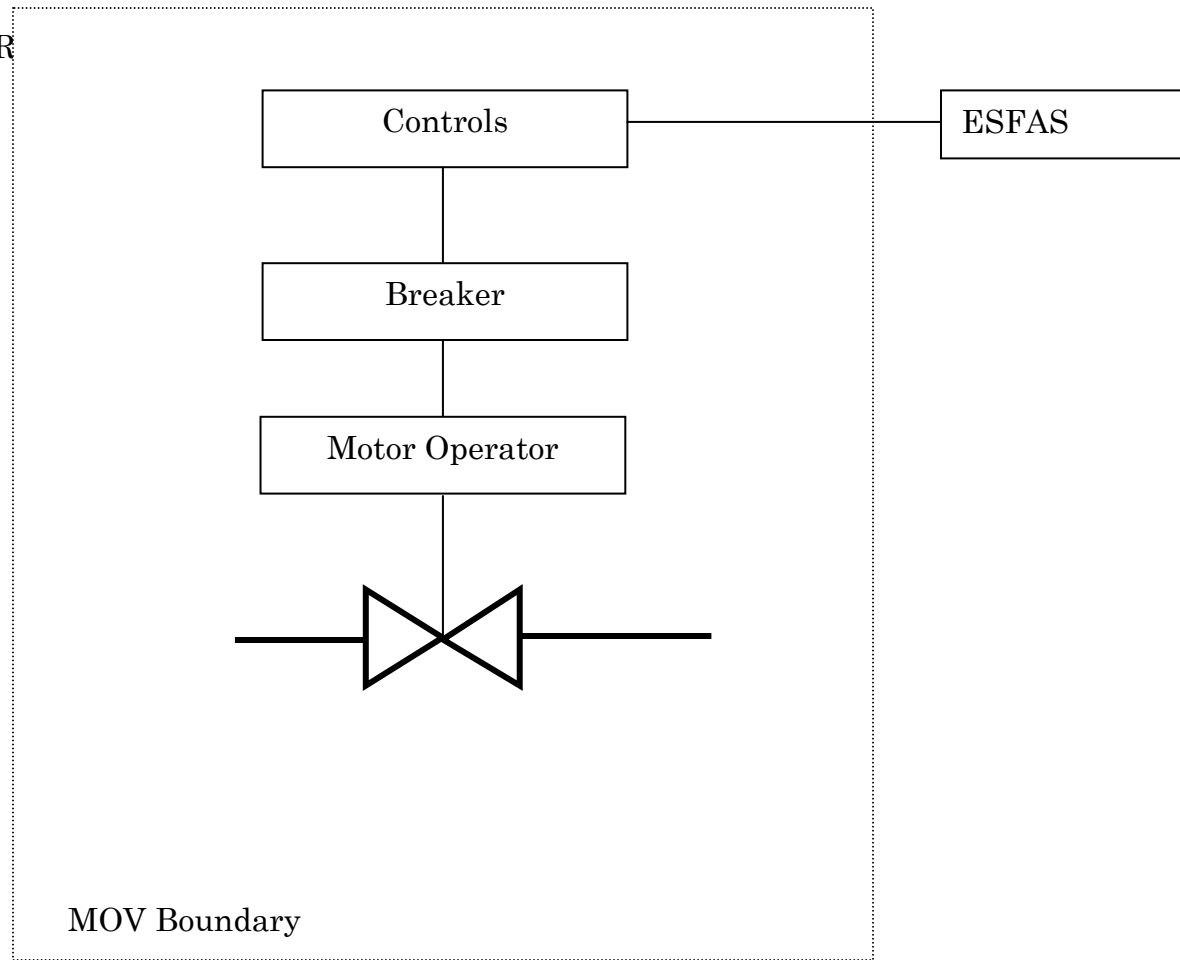 R
Controls
ESFAS
Breaker
Motor Operator
MOV Boundary